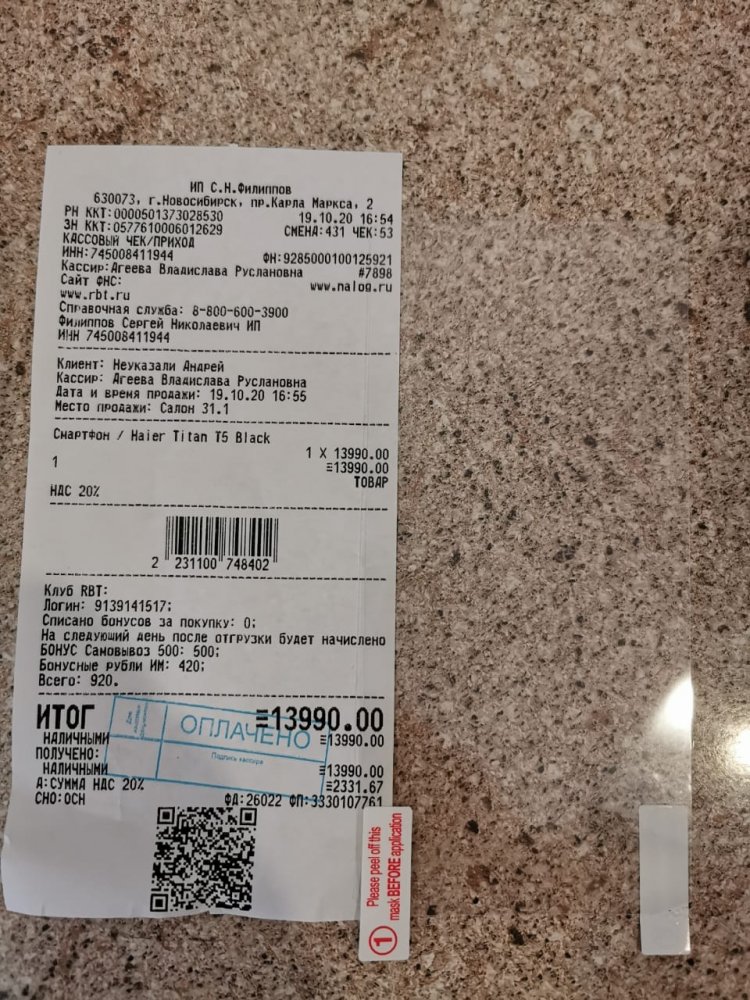 ИП С.Н.Филиппов
630073, г.Новосибирск, пр.Карла Маркса, 2
РН ККТ:0000501373028530 19.10.20 16:54
ЗН ККТ:0577610006012629 СМЕНА:431 ЧЕК:53
КАССОВЫЙ ЧЕК/ПРИХОД
ИНН:745008411944 ФН:9285000100125921
Кассир:Агеева Владислава Руслановна #7898
Сайт ФНС: www.nalog.ru
www.rbt.ru
Справочная служба: 8-800-600-3900
Филиппов Сергей Николаевич ИП
ИНН 745008411944
Клиент: Неуказали Андрей
Кассир: Агеева Владислава Руслановна
Дата и время продажи: 19.10.20 16:55
Место продажи: Салон 31.1
Смартфон / Haier Titan T5 Black
1 X 13990.00
1 ≡13990.00
ТОВАР
НДС 20%
2 231100 748402
Клуб RBT:
Логин: 9139141517;
Списано бонусов за покупку: 0;
На следующий день после отгрузки будет начислено
БОНУС Самовывоз 500: 500;
Бонусные рубли ИМ: 420;
Всего: 920.
ИТОГ ≡13990.00
НАЛИЧНЫМИ ≡13990.00
ПОЛУЧЕНО:
НАЛИЧНЫМИ ≡13990.00
А:СУММА НДС 20% ≡2331.67
СНО:ОСН ФД:26022 ФП:3330107761
ОПЛАЧЕНО
Подпись кассира
Please peel off this
mask BEFORE application
1